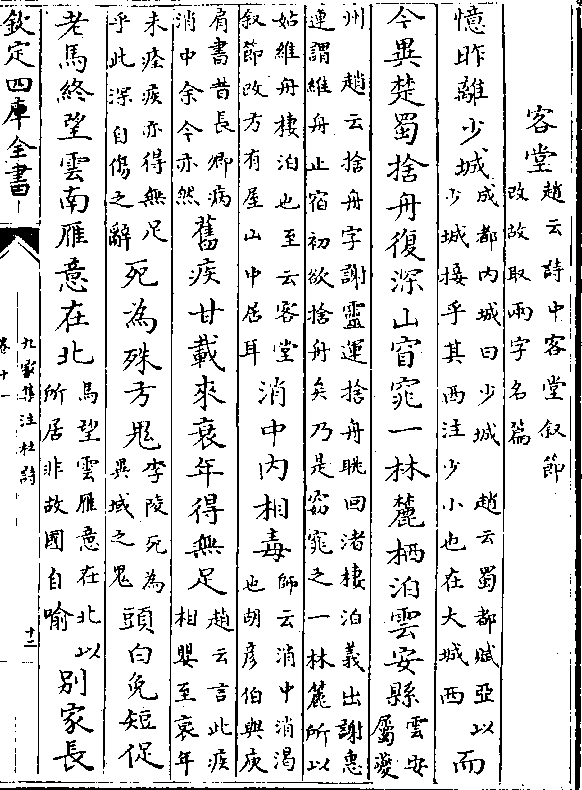 客堂趙云詩中客堂叙節改故取兩字名篇
憶昨離少城成都内城曰少城 趙云蜀都賦亞以少城接乎其西注少小也在大城西而
今異楚蜀捨舟復深山窅窕一林麓栖泊雲安縣雲安屬夔
州 趙云捨舟字謝靈運捨舟眺回渚棲泊義出謝惠連謂維舟止宿初欲捨舟矣乃是窈窕之一林麓所以
姑維舟棲泊也至云客堂叙節改方有屋山中居耳消中内相毒師云消中消渴也胡彦伯與庾
肩書昔長卿病消中余今亦然舊疾甘載來衰年得無足趙云言此疾相嬰至衰年
未痊疾亦得無足乎此深自傷之辭死為殊方鬼李陵死為異域之鬼頭白免短促
老馬終望雲南雁意在北馬望雲雁意在北以所居非故國自喻别家長
欽定四庫全書
九家集注杜詩
卷十一
十二